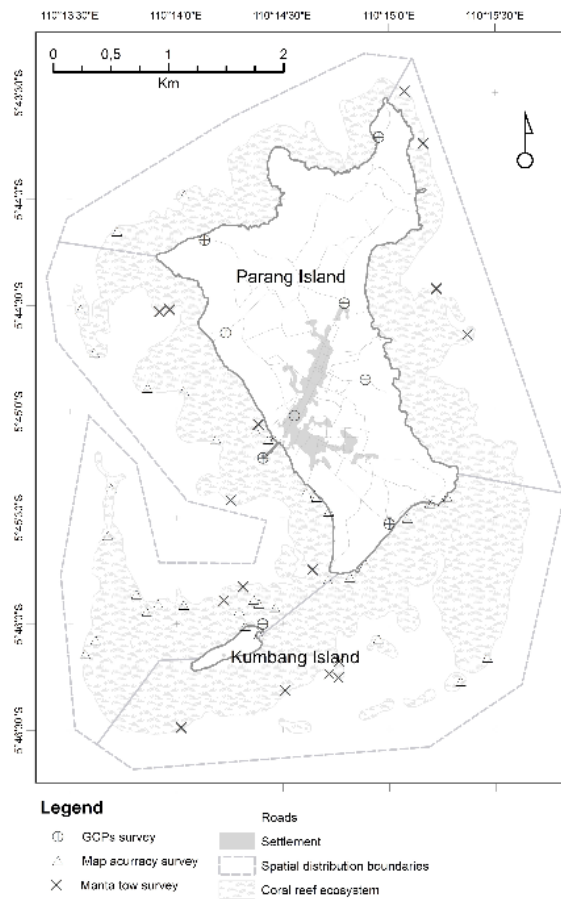 110°13'30"E 110°14'0"E 110°14'30"E 110°15'0"E 110°15'30"E
0 0,5 1 2
Km
5°43'30"S
5°44'0"S
Parang Island
5°44'30"S
5°45'0"S
5°45'30"S
5°46'0"S
Kumbang Island
5°46'30"S
Legend
GCPs survey
Map acurracy survey
Manta tow survey
Roads
Settlement
Spatial distribution boundaries
Coral reef ecosystem